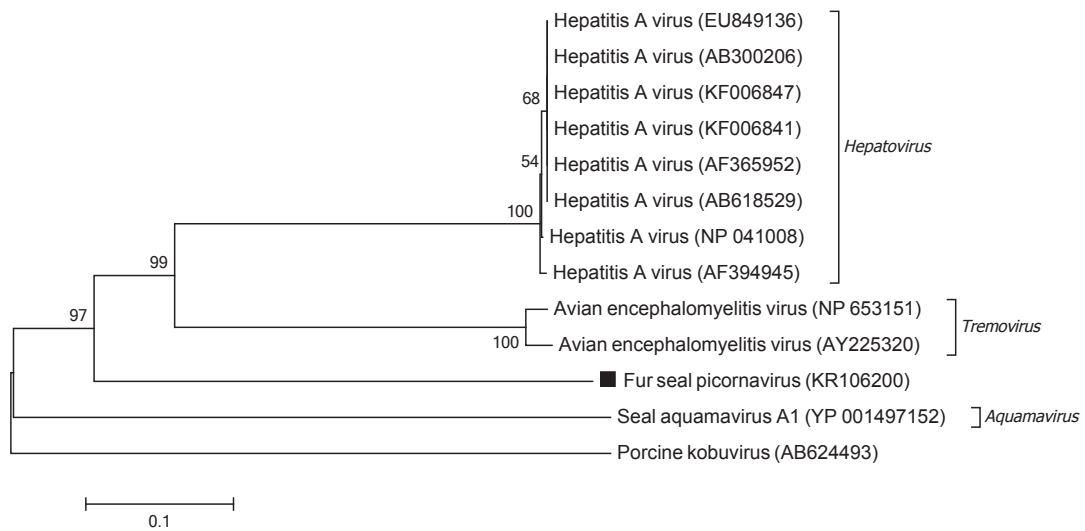 Hepatitis A virus (EU849136)
Hepatitis A virus (AB300206)
68
Hepatitis A virus (KF006847)
Hepatitis A virus (KF006841)
Hepatovirus
54
Hepatitis A virus (AF365952)
Hepatitis A virus (AB618529)
100
Hepatitis A virus (NP 041008)
99
Hepatitis A virus (AF394945)
97
Avian encephalomyelitis virus (NP 653151)
Tremovirus
100
Avian encephalomyelitis virus (AY225320)
Fur seal picornavirus (KR106200)
Seal aquamavirus A1 (YP 001497152)
Aquamavirus
Porcine kobuvirus (AB624493)
0.1